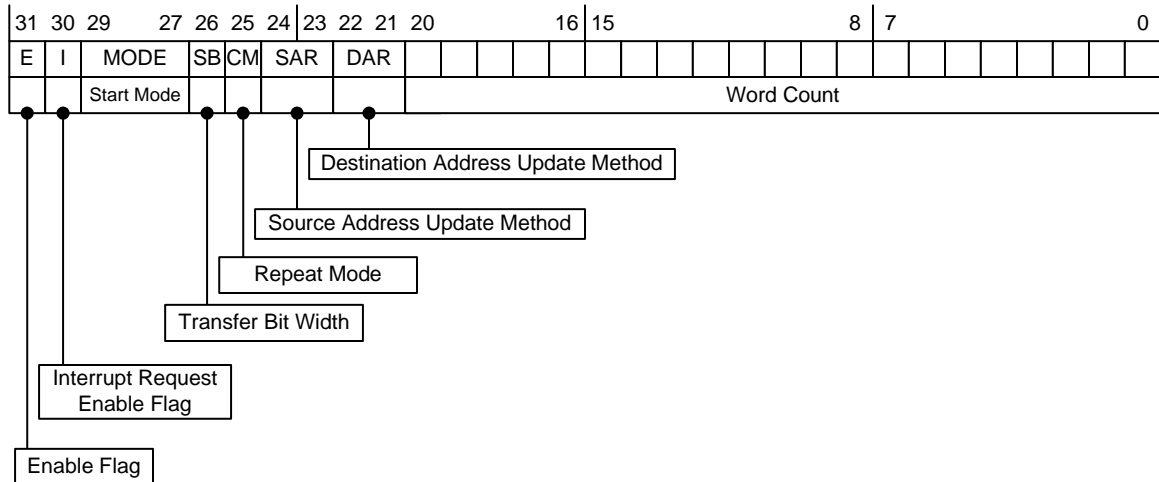 31 30 29 27 26 25 24 23 22 21 20 16 15 8 7 0
E I MODE SB CM SAR DAR
Start Mode Word Count
Destination Address Update Method
Source Address Update Method
Repeat Mode
Transfer Bit Width
Interrupt Request
Enable Flag
Enable Flag